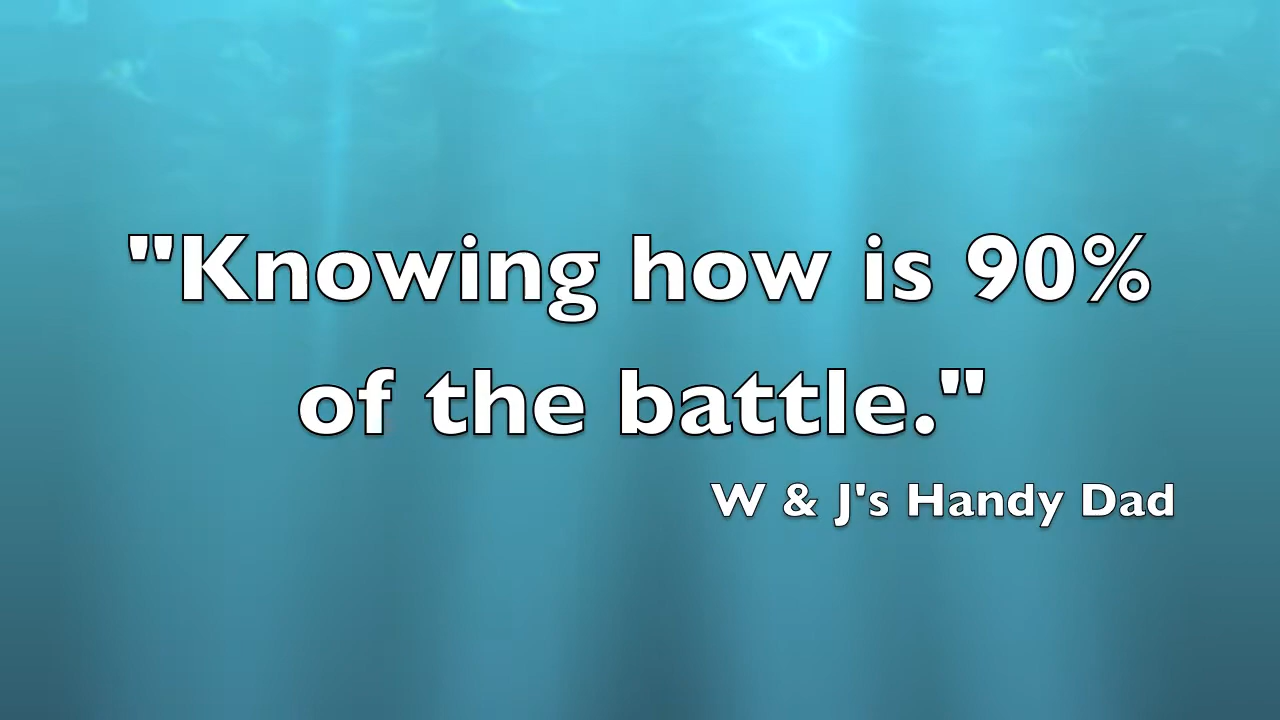 "Knowing how is 90%
of the battle."
W & J's Handy Dad